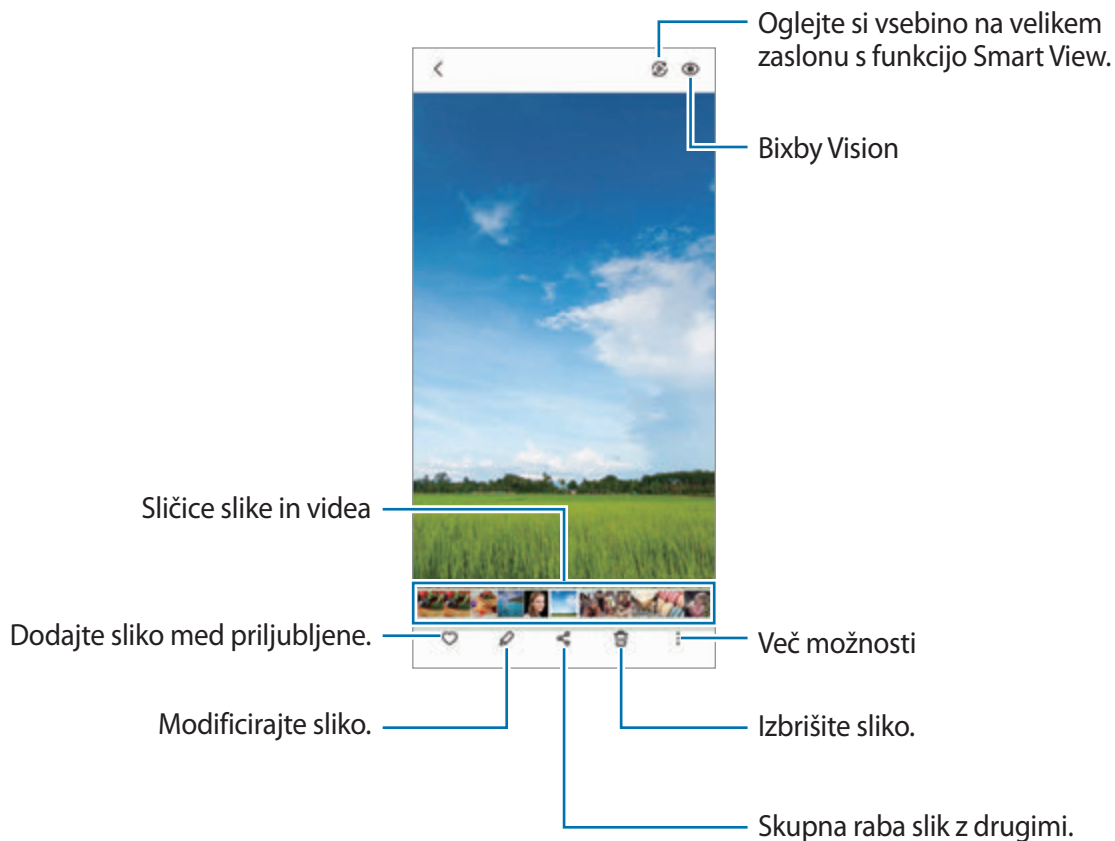 Oglejte si vsebino na velikem
zaslonu s funkcijo Smart View.
Bixby Vision
Sličice slike in videa
Dodajte sliko med priljubljene.
Več možnosti
Modificirajte sliko.
Izbrišite sliko.
Skupna raba slik z drugimi.